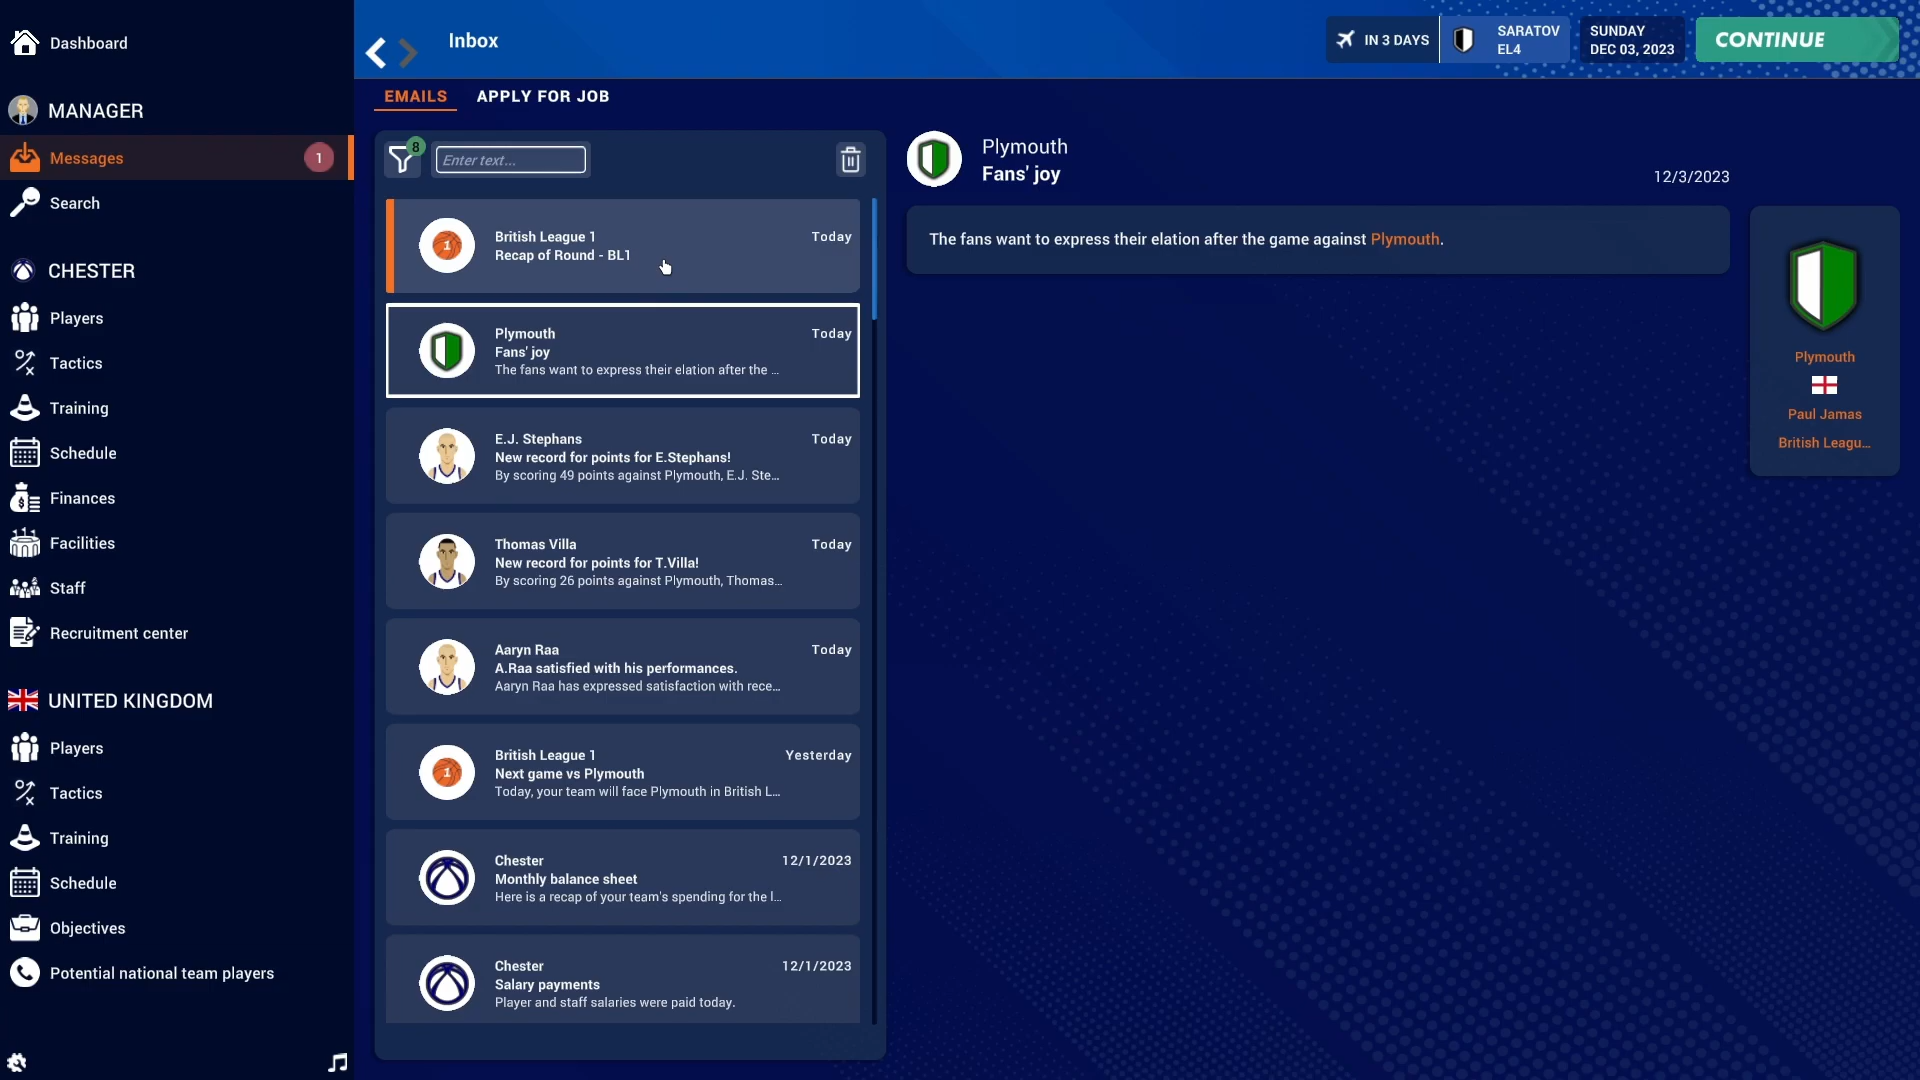 Dashboard
MANAGER
Messages
1
Search
CHESTER
Players
Tactics
Training
Schedule
Finances
Facilities
Staff
Recruitment center
UNITED KINGDOM
Players
Tactics
Training
Schedule
Objectives
Potential national team players
Inbox
IN 3 DAYS
SARATOV
EL4
SUNDAY
DEC 03, 2023
CONTINUE
EMAILS
APPLY FOR JOB
8
Enter text...
1
British League 1
Today
Recap of Round - BL1
Plymouth
Today
Fans' joy
The fans want to express their elation after the ...
E.J. Stephans
Today
New record for points for E.Stephans!
By scoring 49 points against Plymouth, E.J. Ste...
Thomas Villa
Today
New record for points for T.Villa!
By scoring 26 points against Plymouth, Thomas...
Aaryn Raa
Today
A.Raa satisfied with his performances.
Aaryn Raa has expressed satisfaction with rece...
1
British League 1
Yesterday
Next game vs Plymouth
Today, your team will face Plymouth in British L...
Chester
12/1/2023
Monthly balance sheet
Here is a recap of your team's spending for the l...
Chester
12/1/2023
Salary payments
Player and staff salaries were paid today.
Plymouth
Fans' joy
12/3/2023
The fans want to express their elation after the game against Plymouth.
Plymouth
Paul Jamas
British Leagu...